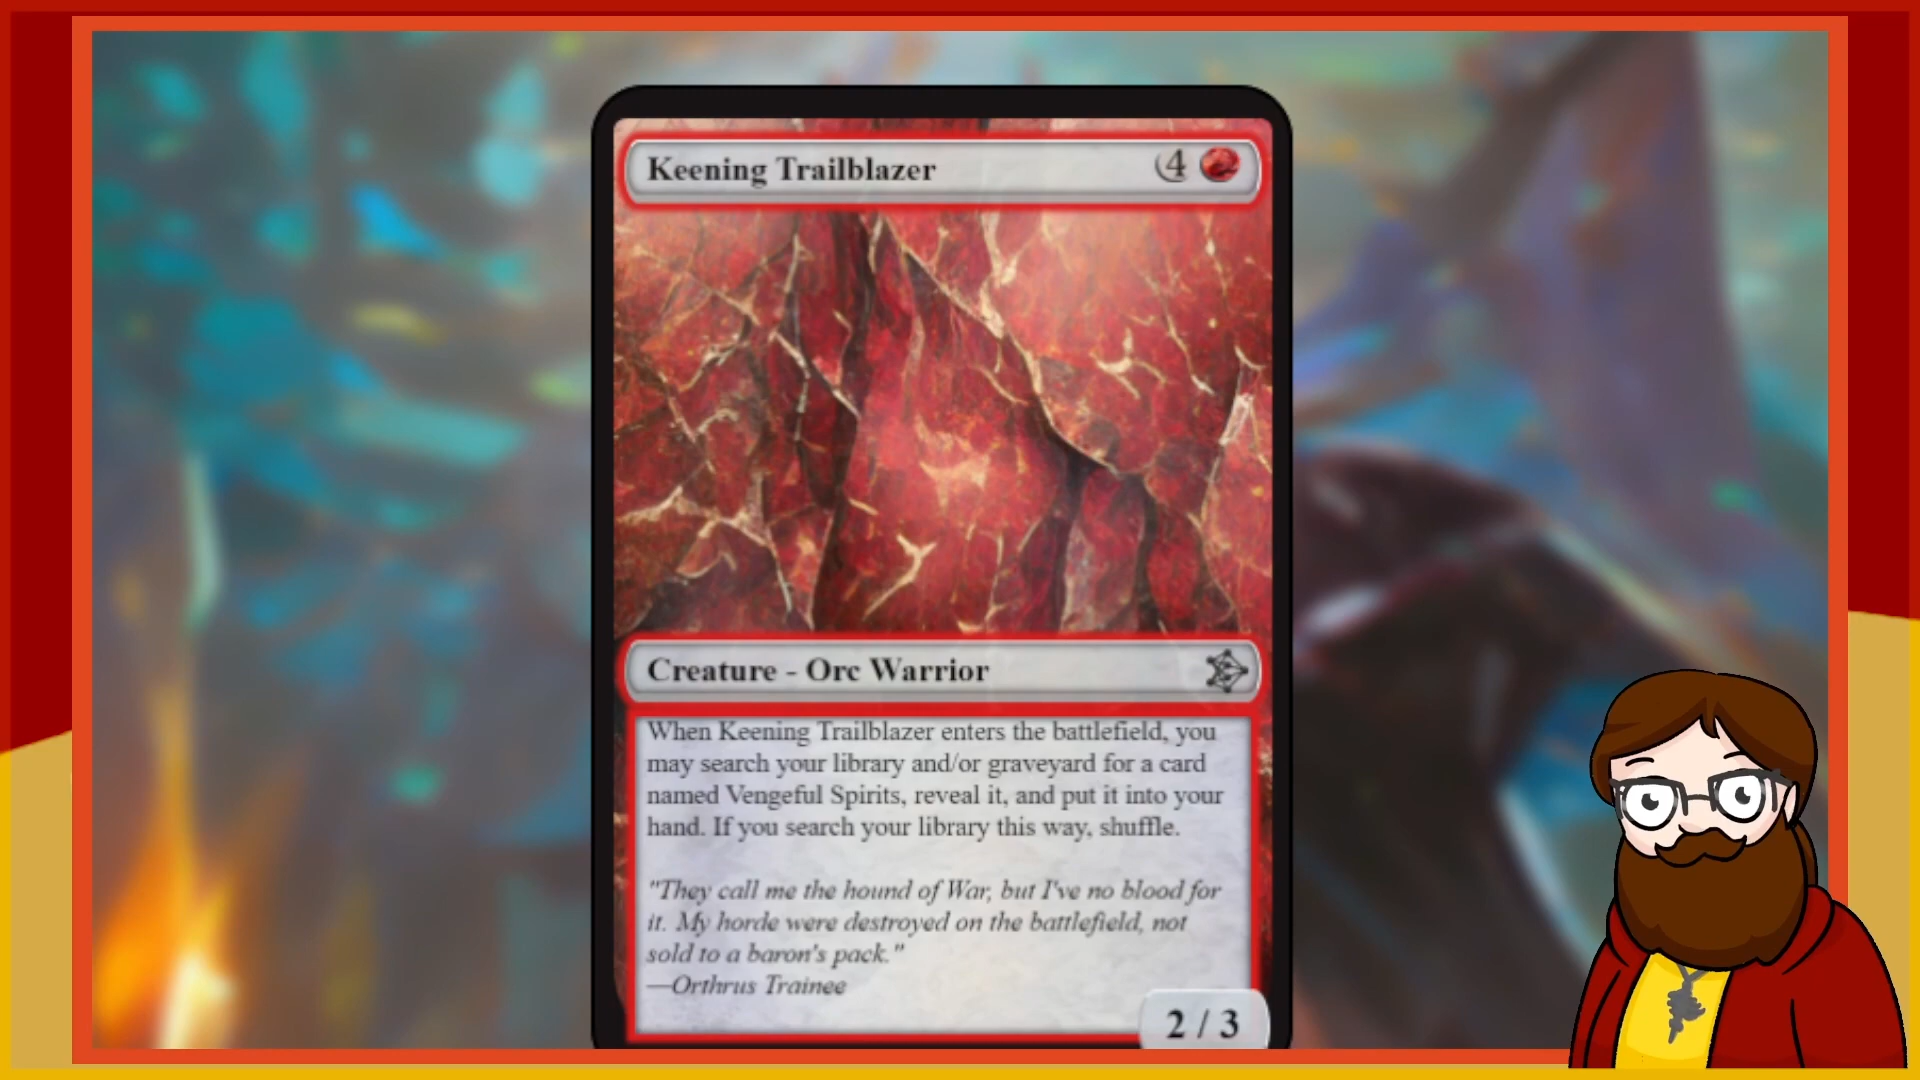 Keening Trailblazer
4
Creature - Orc Warrior
When Keening Trailblazer enters the battlefield, you
may search your library and/or graveyard for a card
named Vengeful Spirits, reveal it, and put it into your
hand. If you search your library this way, shuffle.
"They call me the hound of War, but I've no blood for
it. My horde were destroyed on the battlefield, not
sold to a baron's pack."
—Orthrus Trainee
2 / 3